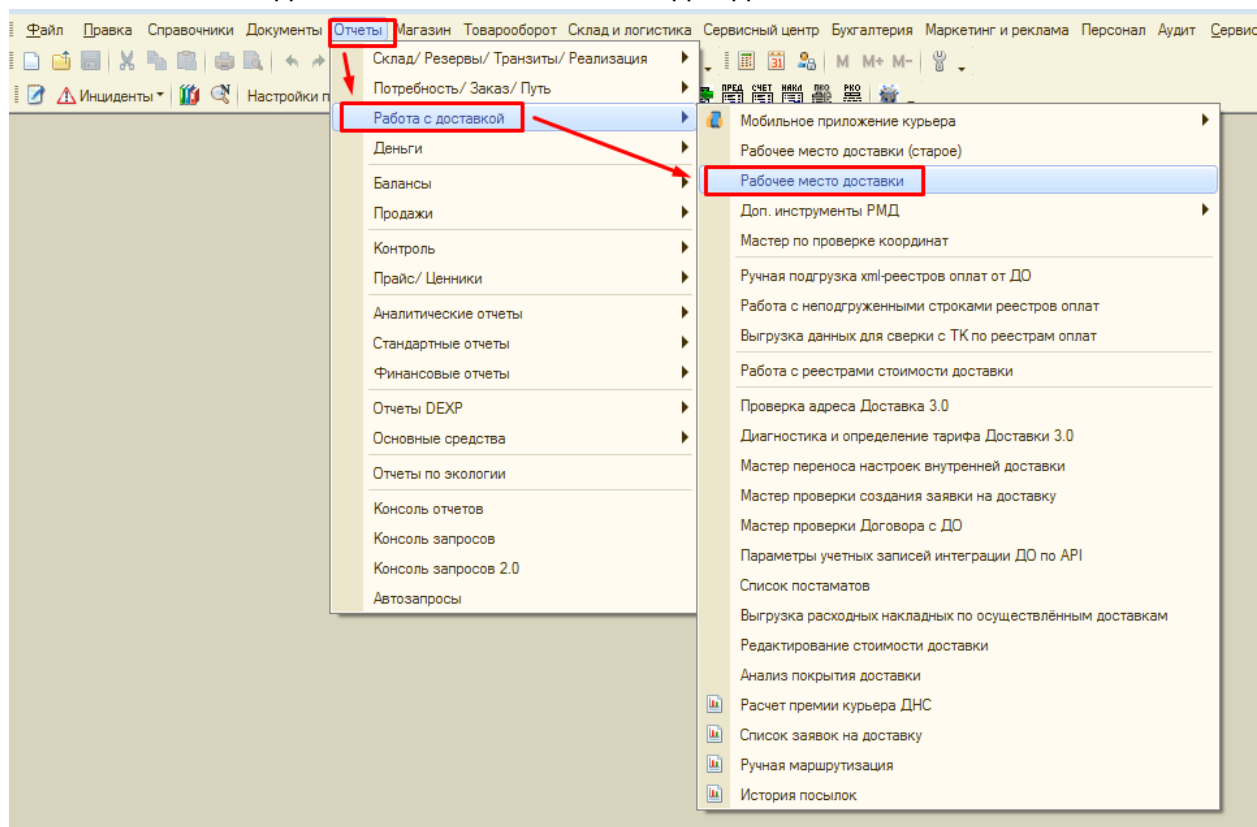 Файл Правка Справочники Документы Отчеты Магазин Товарооборот Склад и логистика Сервисный центр Бухгалтерия Маркетинг и реклама Персонал Аудит Сервис
M M+ M-
Инциденты Настройки п
ПРЕД СЧЕТ НАКЛ ПКО РКО
Склад/ Резервы/ Транзиты/ Реализация
Потребность/ Заказ/ Путь
Работа с доставкой
Деньги
Балансы
Продажи
Контроль
Прайс/ Ценники
Аналитические отчеты
Стандартные отчеты
Финансовые отчеты
Отчеты DEXP
Основные средства
Отчеты по экологии
Консоль отчетов
Консоль запросов
Консоль запросов 2.0
Автозапросы
Мобильное приложение курьера
Рабочее место доставки (старое)
Рабочее место доставки
Доп. инструменты РМД
Мастер по проверке координат
Ручная подгрузка xml-реестров оплат от ДО
Работа с неподгруженными строками реестров оплат
Выгрузка данных для сверки с ТК по реестрам оплат
Работа с реестрами стоимости доставки
Проверка адреса Доставка 3.0
Диагностика и определение тарифа Доставки 3.0
Мастер переноса настроек внутренней доставки
Мастер проверки создания заявки на доставку
Мастер проверки Договора с ДО
Параметры учетных записей интеграции ДО по API
Список постаматов
Выгрузка расходных накладных по осуществлённым доставкам
Редактирование стоимости доставки
Анализ покрытия доставки
Расчет премии курьера ДНС
Список заявок на доставку
Ручная маршрутизация
История посылок